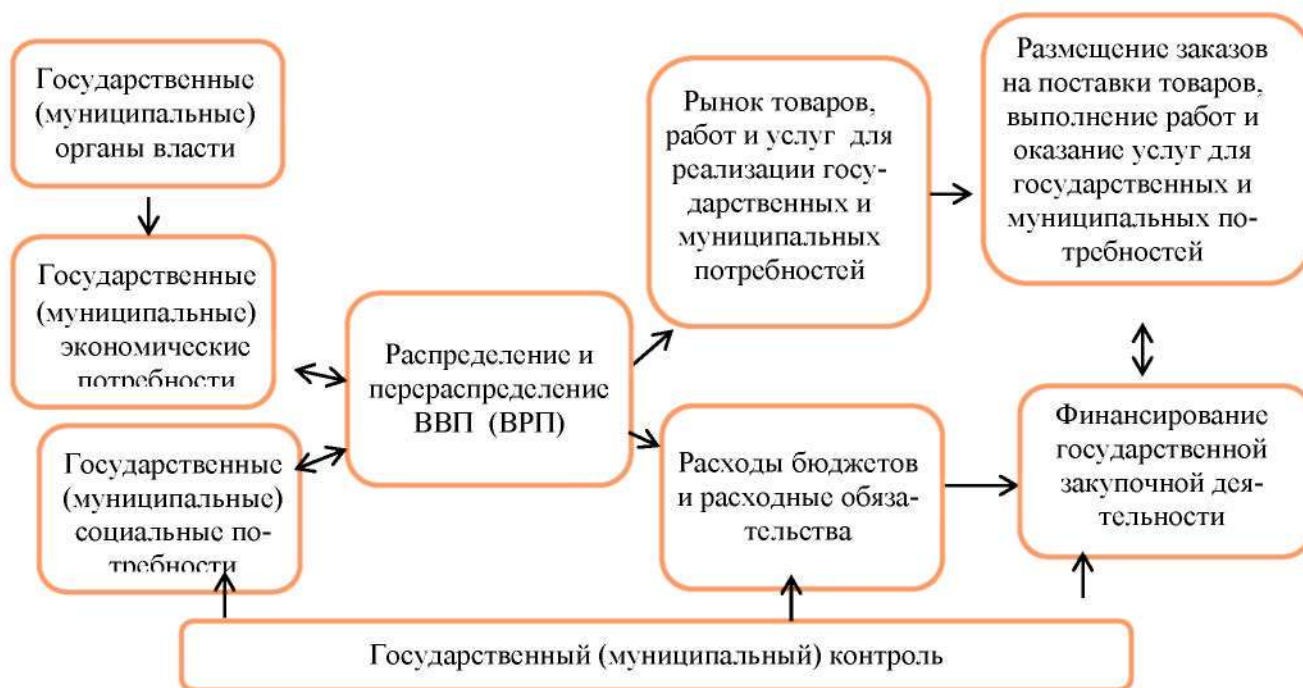 Государственные
(муниципальные)
органы власти
Государственные
(муниципальные)
экономические
потребности
Государственные
(муниципальные)
социальные по-
требности
Распределение и
перераспределение
ВВП (ВРП)
Рынок товаров,
работ и услуг для
реализации госу-
дарственных и
муниципальных
потребностей
Расходы бюджетов
и расходные обяза-
тельства
Размещение заказов
на поставки товаров,
выполнение работ и
оказание услуг для
государственных и
муниципальных по-
требностей
Финансирование
государственной
закупочной дея-
тельности
Государственный (муниципальный) контроль